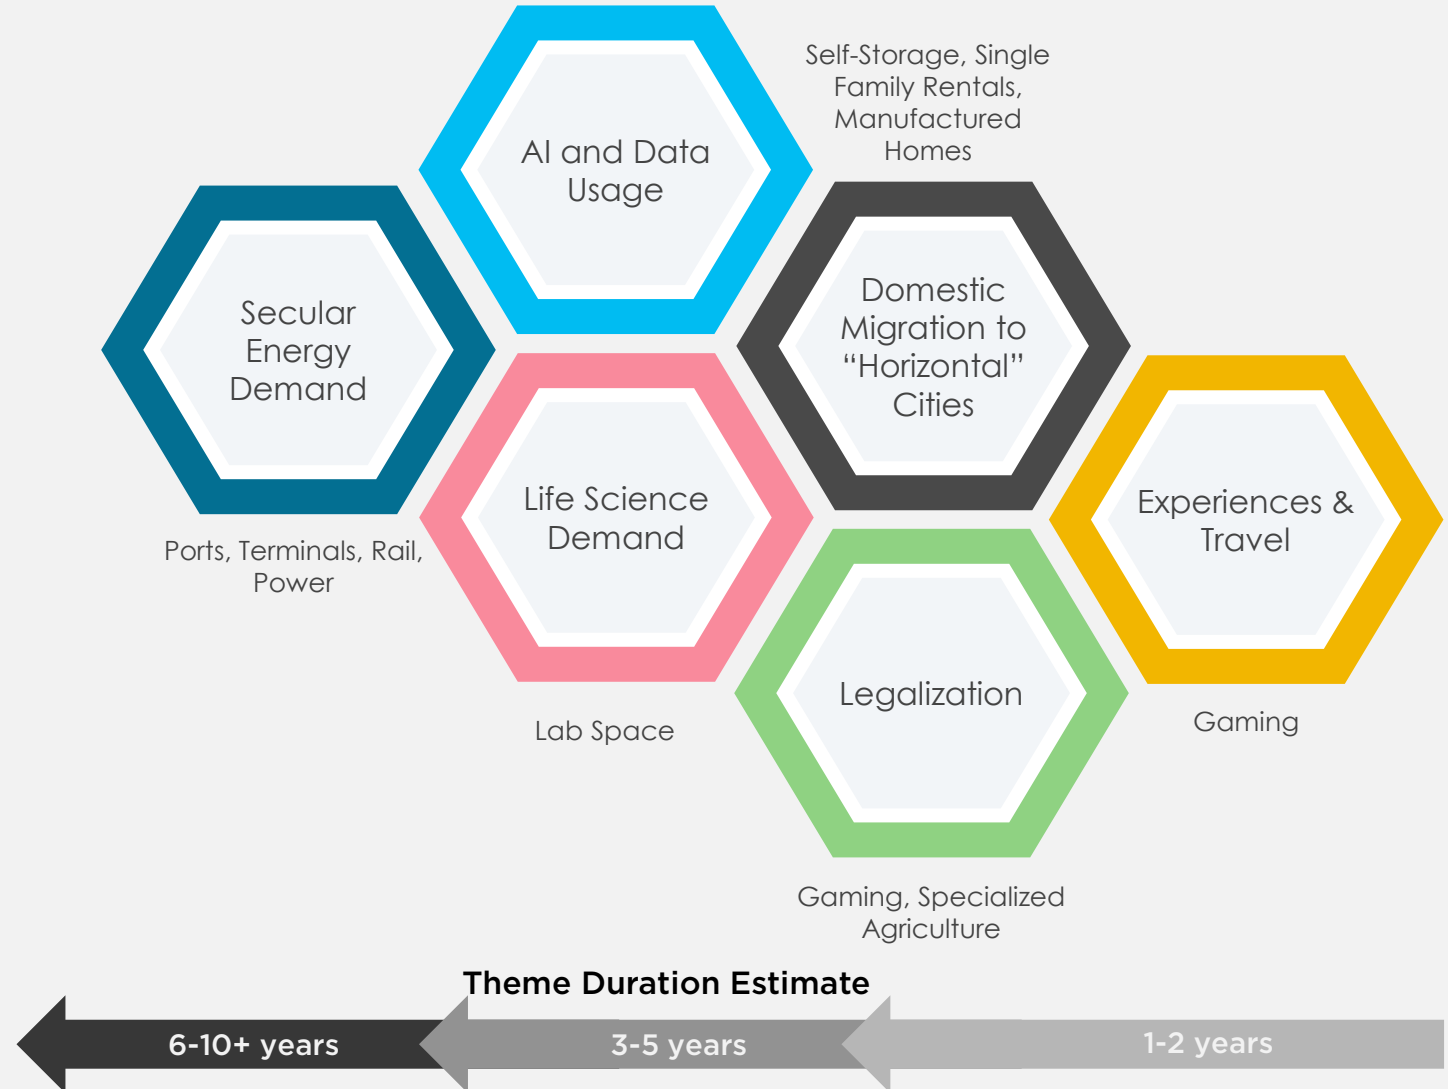 Self-Storage, Single
Family Rentals,
Manufactured
Homes
AI and Data
Usage
Domestic
Migration to
“Horizontal”
Cities
Secular
Energy
Demand
Experiences &
Travel
Life Science
Demand
Ports, Terminals, Rail,
Power
Legalization
Lab Space
Gaming
Gaming, Specialized
Agriculture
Theme Duration Estimate
6-10+ years
3-5 years
1-2 years